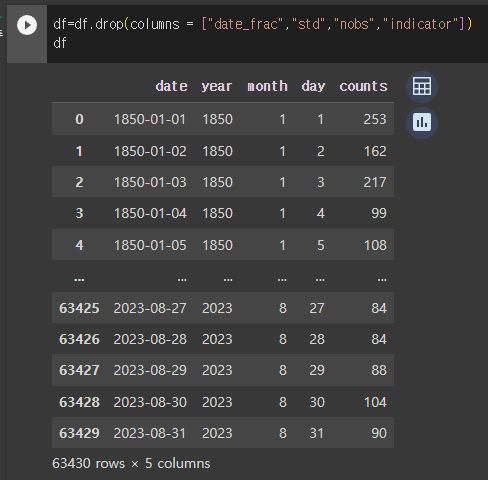 df=df.drop(columns = ["date_frac","std","nobs","indicator"])
df
date year month day counts
0 1850-01-01 1850 1 1 253
1 1850-01-02 1850 1 2 162
2 1850-01-03 1850 1 3 217
3 1850-01-04 1850 1 4 99
4 1850-01-05 1850 1 5 108
... ... ... ... ... ...
63425 2023-08-27 2023 8 27 84
63426 2023-08-28 2023 8 28 84
63427 2023-08-29 2023 8 29 88
63428 2023-08-30 2023 8 30 104
63429 2023-08-31 2023 8 31 90
63430 rows × 5 columns